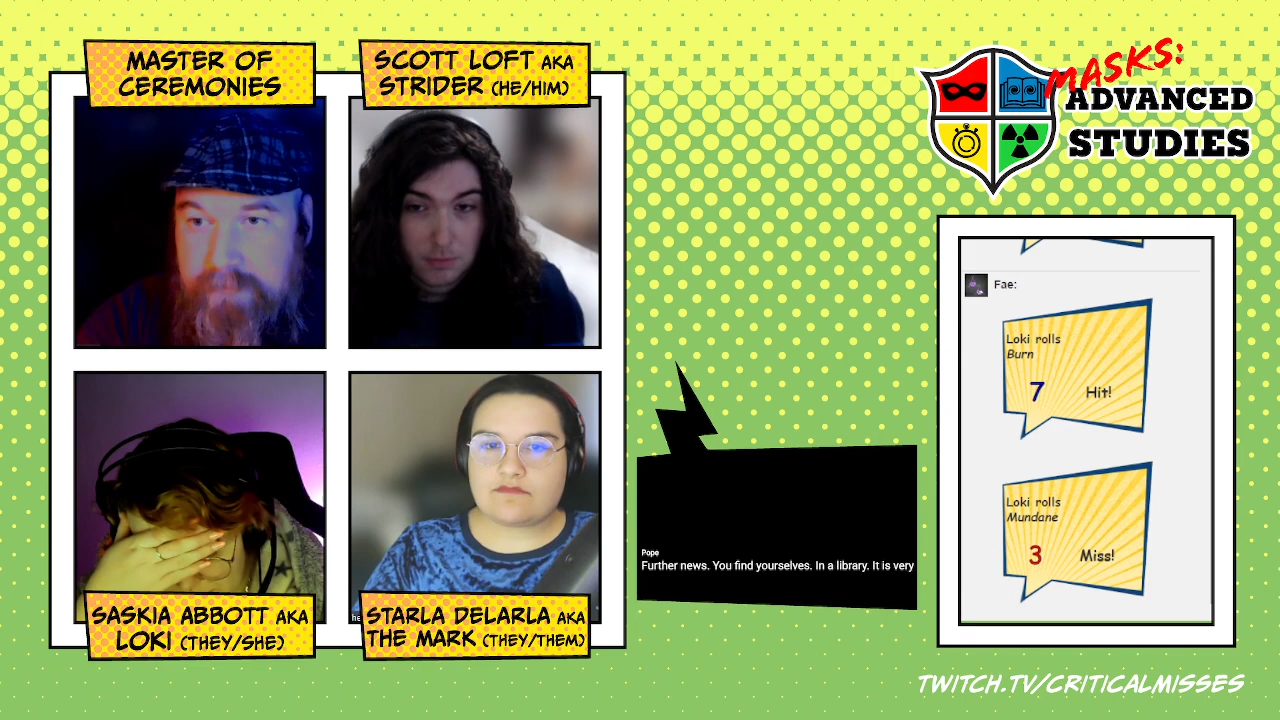 MASTER OF
CEREMONIES
SCOTT LOFT AKA
STRIDER (HE/HIM)
SASKIA ABBOTT AKA
LOKI (THEY/SHE)
he
STARLA DELARLA AKA
THE MARK (THEY/THEM)
Pope
Further news. You find yourselves. In a library. It is very
MASKS:
ADVANCED
STUDIES
Fae:
Loki rolls
Burn
7 Hit!
Loki rolls
Mundane
3 Miss!
TWITCH.TV/CRITICALMISSES